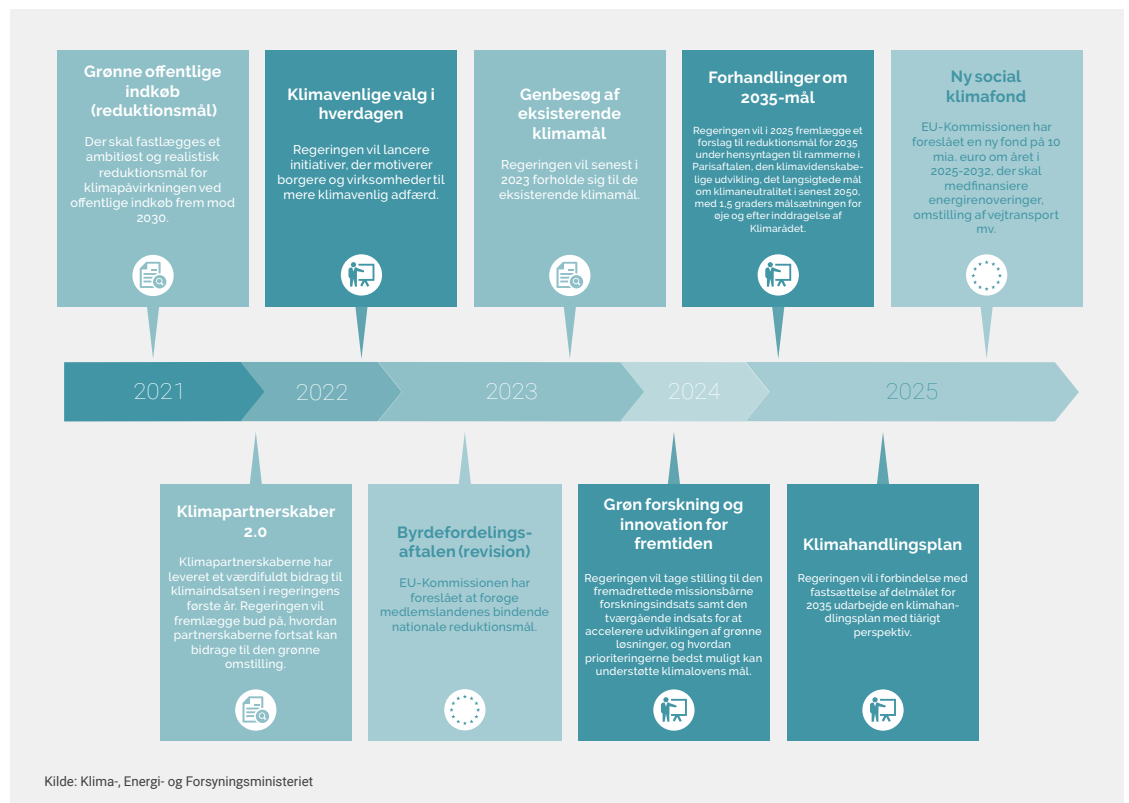 Grønne offentlige
indkøb
(reduktionsmål)
Der skal fastlægges et
ambitiøst og realistisk
reduktionsmål for
klimapåvirkningen ved
offentlige indkøb frem mod
2030.
Klimavenlige valg i
hverdagen
Regeringen vil lancere
initiativer, der motiverer
borgere og virksomheder til
mere klimavenlig adfærd.
Genbesøg af
eksisterende
klimamål
Regeringen vil senest i
2023 forholde sig til de
eksisterende klimamål.
Forhandlinger om
2035-mål
Regeringen vil i 2025 fremlægge et
forslag til reduktionsmål for 2035
under hensyntagen til rammerne i
Parisaftalen, den klimavidenskabe-
lige udvikling, det langsigtede mål
om klimaneutralitet i senest 2050,
med 1,5 graders målsætningen for
øje og efter inddragelse af
Klimarådet.
Ny social
klimafond
EU-Kommissionen har
foreslået en ny fond på 10
mia. euro om året i
2025-2032, der skal
medfinansiere
energirenoveringer,
omstilling af vejtransport
mv.
2021
2022
2023
2024
2025
Klimapartnerskaber
2.0
Klimapartnerskaberne har
leveret et værdifuldt bidrag til
klimaindsatsen i regeringens
første år. Regeringen vil
fremlægge bud på, hvordan
partnerskaberne fortsat kan
bidrage til den grønne
omstilling.
Byrdefordelings-
aftalen (revision)
EU-Kommissionen har
foreslået at forøge
medlemslandenes bindende
nationale reduktionsmål.
Grøn forskning og
innovation for
fremtiden
Regeringen vil tage stilling til den
fremadrettede missionsbårne
forskningsindsats samt den
tværgående indsats for at
accelerere udviklingen af grønne
løsninger, og hvordan
prioriteringerne bedst muligt kan
understøtte klimalovens mål.
Klimahandlingsplan
Regeringen vil i forbindelse med
fastsættelse af delmålet for
2035 udarbejde en klimahan-
dlingsplan med tiårigt
perspektiv.
Kilde: Klima-, Energi- og Forsyningsministeriet